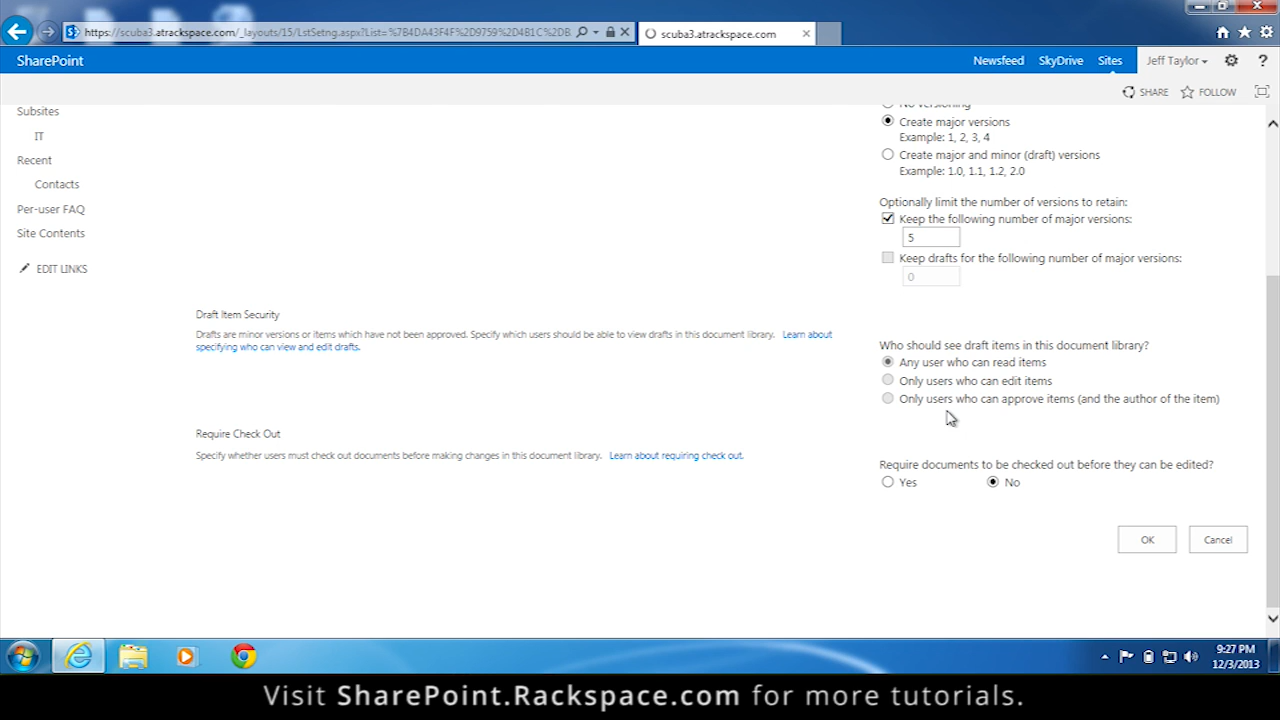 https://scuba3.atrackspace.com/_layouts/15/LstSetng.aspx?List=%7B4DA43F4F%2D9759%2D4B1C%2DB
scuba3.atrackspace.com
SharePoint
Newsfeed SkyDrive Sites Jeff Taylor ?
SHARE FOLLOW
Subsites
IT
Recent
Contacts
Per-user FAQ
Site Contents
EDIT LINKS
No versioning
Create major versions
Example: 1, 2, 3, 4
Create major and minor (draft) versions
Example: 1.0, 1.1, 1.2, 2.0
Optionally limit the number of versions to retain:
Keep the following number of major versions:
5
Keep drafts for the following number of major versions:
0
Draft Item Security
Drafts are minor versions or items which have not been approved. Specify which users should be able to view drafts in this document library. Learn about
specifying who can view and edit drafts.
Who should see draft items in this document library?
Any user who can read items
Only users who can edit items
Only users who can approve items (and the author of the item)
Require Check Out
Specify whether users must check out documents before making changes in this document library. Learn about requiring check out.
Require documents to be checked out before they can be edited?
Yes No
OK Cancel
9:27 PM
12/3/2013
Visit SharePoint.Rackspace.com for more tutorials.